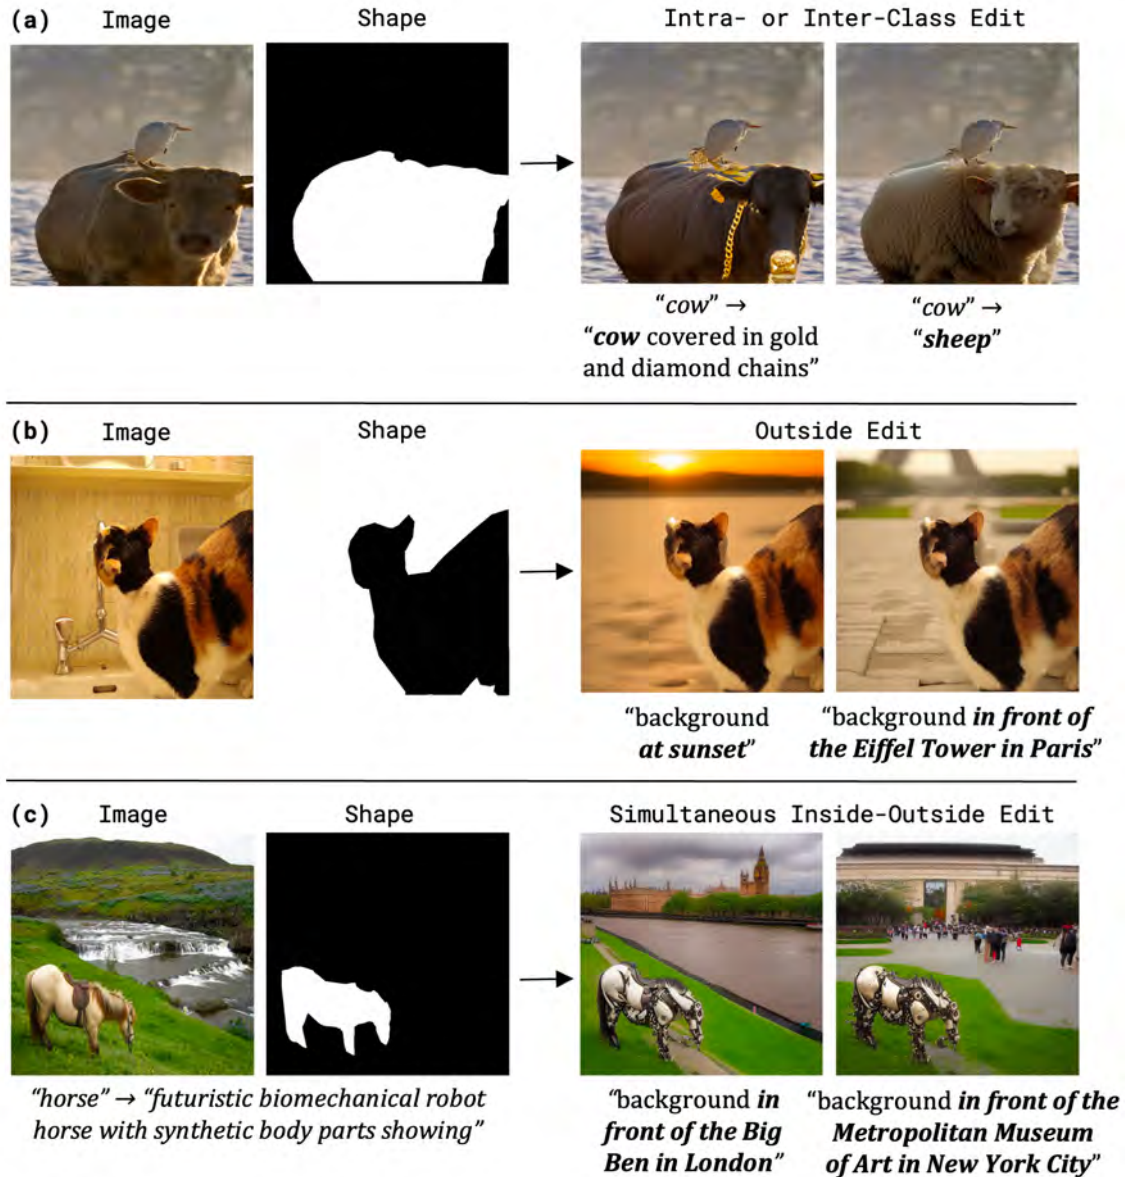 (a) Image Shape Intra- or Inter-Class Edit
"cow" → "cow" →
"cow covered in gold "sheep"
and diamond chains"
(b) Image Shape Outside Edit
"background "background in front of
at sunset" the Eiffel Tower in Paris"
(c) Image Shape Simultaneous Inside-Outside Edit
"horse" → "futuristic biomechanical robot
horse with synthetic body parts showing"
"background in
front of the Big
Ben in London"
"background in front of the
Metropolitan Museum
of Art in New York City"